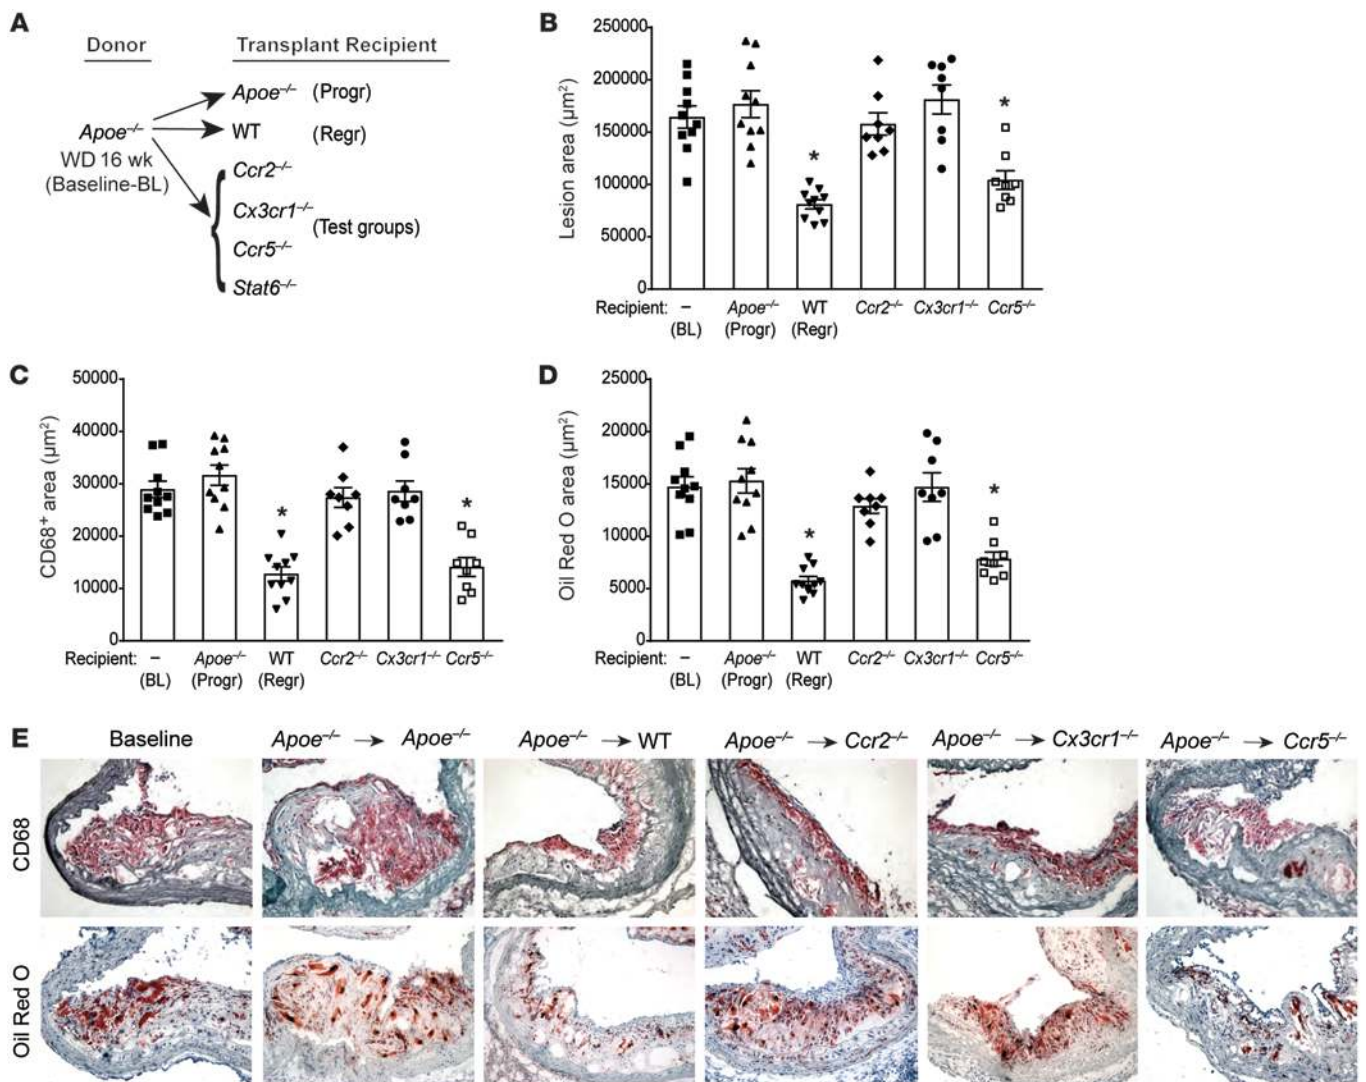 A
Donor Transplant Recipient
Apoe–/– (Progr)
Apoe–/– WT (Regr)
WD 16 wk
(Baseline-BL)
Ccr2–/–
Cx3cr1–/– (Test groups)
Ccr5–/–
Stat6–/–
B
Lesion area (µm²)
250000
200000
150000
100000
50000
0
* *
Recipient: – Apoe–/– WT Ccr2–/– Cx3cr1–/– Ccr5–/–
(BL) (Progr) (Regr)
C
CD68+ area (µm²)
50000
40000
30000
20000
10000
0
* *
Recipient: – Apoe–/– WT Ccr2–/– Cx3cr1–/– Ccr5–/–
(BL) (Progr) (Regr)
D
Oil Red O area (µm²)
25000
20000
15000
10000
5000
0
* *
Recipient: – Apoe–/– WT Ccr2–/– Cx3cr1–/– Ccr5–/–
(BL) (Progr) (Regr)
E
Baseline Apoe–/– → Apoe–/– Apoe–/– → WT Apoe–/– → Ccr2–/– Apoe–/– → Cx3cr1–/– Apoe–/– → Ccr5–/–
CD68
Oil Red O